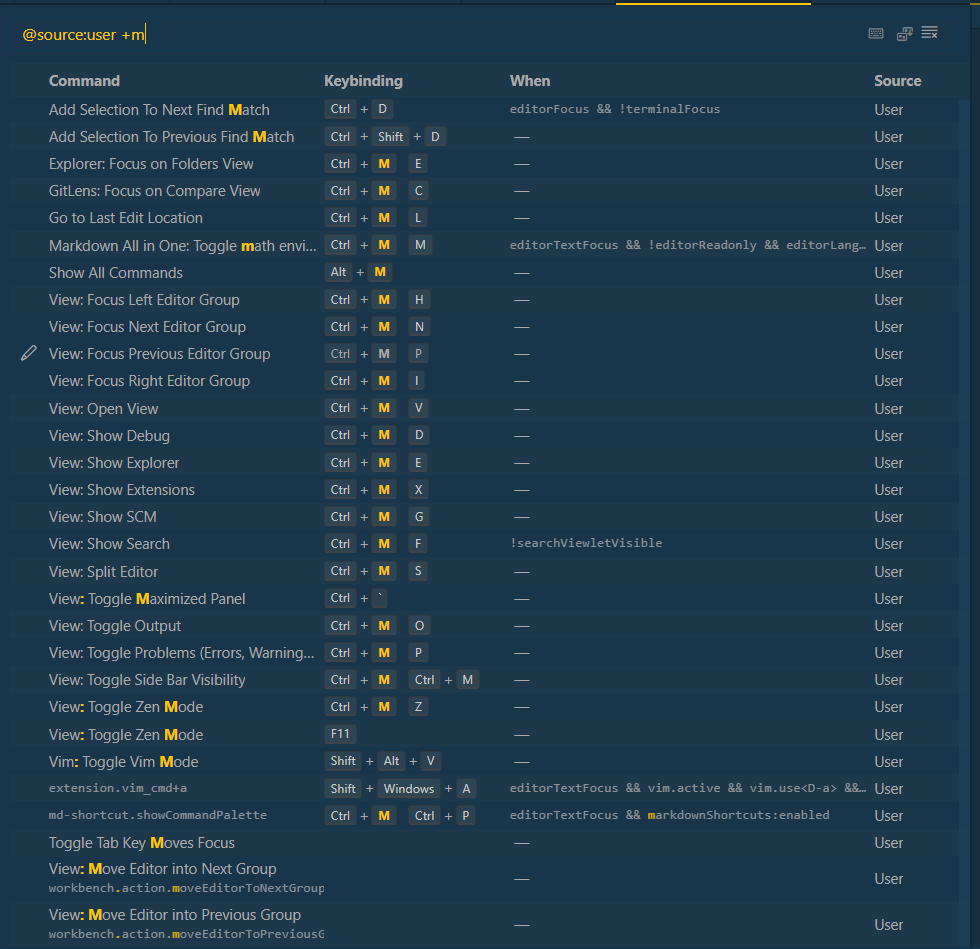 @source:user +m
Command Keybinding When Source
Add Selection To Next Find Match Ctrl + D editorFocus && !terminalFocus User
Add Selection To Previous Find Match Ctrl + Shift + D — User
Explorer: Focus on Folders View Ctrl + M E — User
GitLens: Focus on Compare View Ctrl + M C — User
Go to Last Edit Location Ctrl + M L — User
Markdown All in One: Toggle math envi... Ctrl + M M editorTextFocus && !editorReadonly && editorLang… User
Show All Commands Alt + M — User
View: Focus Left Editor Group Ctrl + M H — User
View: Focus Next Editor Group Ctrl + M N — User
View: Focus Previous Editor Group Ctrl + M P — User
View: Focus Right Editor Group Ctrl + M I — User
View: Open View Ctrl + M V — User
View: Show Debug Ctrl + M D — User
View: Show Explorer Ctrl + M E — User
View: Show Extensions Ctrl + M X — User
View: Show SCM Ctrl + M G — User
View: Show Search Ctrl + M F !searchViewletVisible User
View: Split Editor Ctrl + M S — User
View: Toggle Maximized Panel Ctrl + ` — User
View: Toggle Output Ctrl + M O — User
View: Toggle Problems (Errors, Warning... Ctrl + M P — User
View: Toggle Side Bar Visibility Ctrl + M Ctrl + M — User
View: Toggle Zen Mode Ctrl + M Z — User
View: Toggle Zen Mode F11 — User
Vim: Toggle Vim Mode Shift + Alt + V — User
extension.vim_cmd+a Shift + Windows + A editorTextFocus && vim.active && vim.use<D-a> &&… User
md-shortcut.showCommandPalette Ctrl + M Ctrl + P editorTextFocus && markdownShortcuts:enabled User
Toggle Tab Key Moves Focus — User
View: Move Editor into Next Group — User
workbench.action.moveEditorToNextGroup
View: Move Editor into Previous Group — User
workbench.action.moveEditorToPreviousG